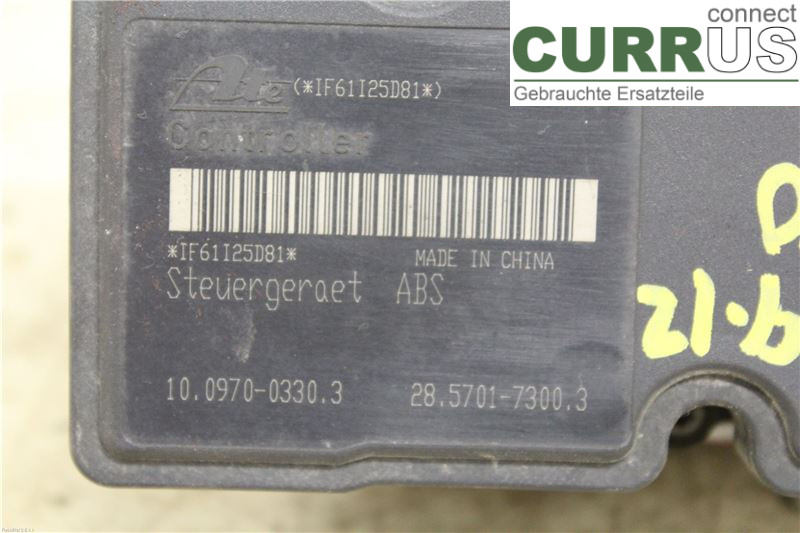 connect
CURRUS
Gebrauchte Ersatzteile
Ate (*IF61I25D81*)
Controller
*IF61I25D81* MADE IN CHINA
Steuergeraet ABS
10.0970-0330.3 28.5701-7300.3